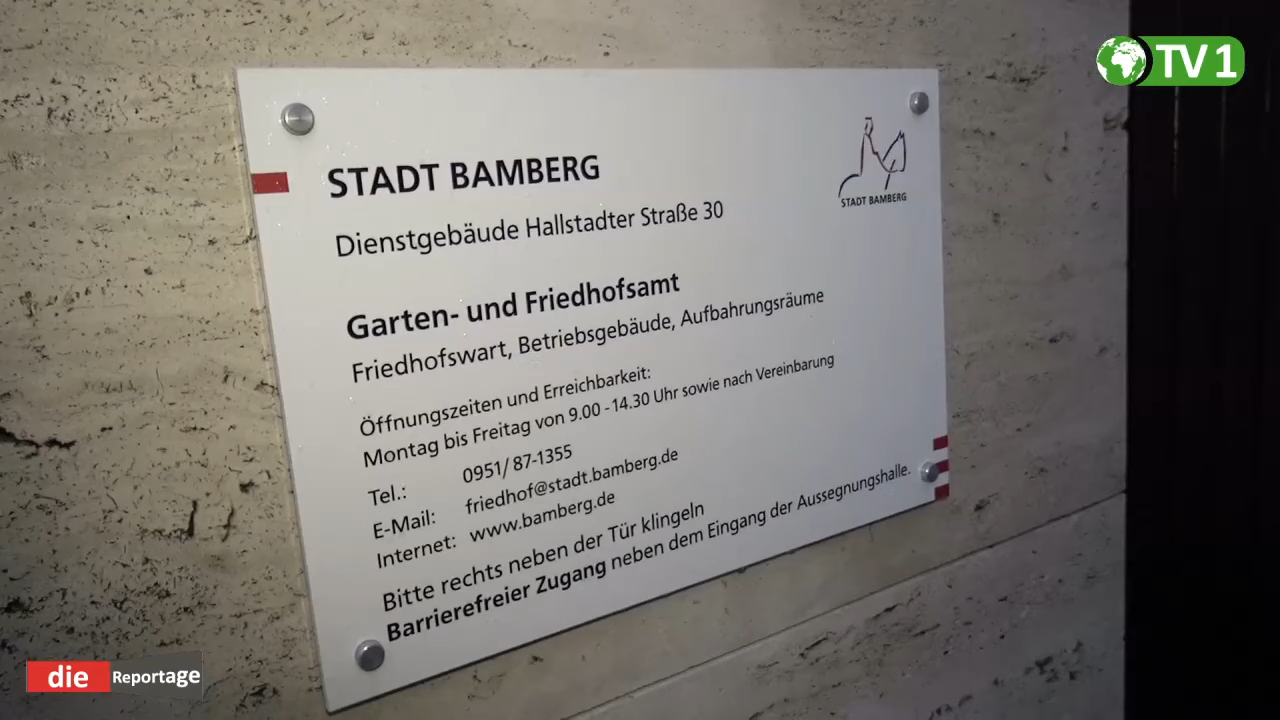 TV1
STADT BAMBERG
STADT BAMBERG
Dienstgebäude Hallstadter Straße 30
Garten- und Friedhofsamt
Friedhofswart, Betriebsgebäude, Aufbahrungsräume
Öffnungszeiten und Erreichbarkeit:
Montag bis Freitag von 9.00 - 14.30 Uhr sowie nach Vereinbarung
Tel.: 0951/ 87-1355
E-Mail: friedhof@stadt.bamberg.de
Internet: www.bamberg.de
Bitte rechts neben der Tür klingeln
Barrierefreier Zugang neben dem Eingang der Aussegnungshalle.
die Reportage